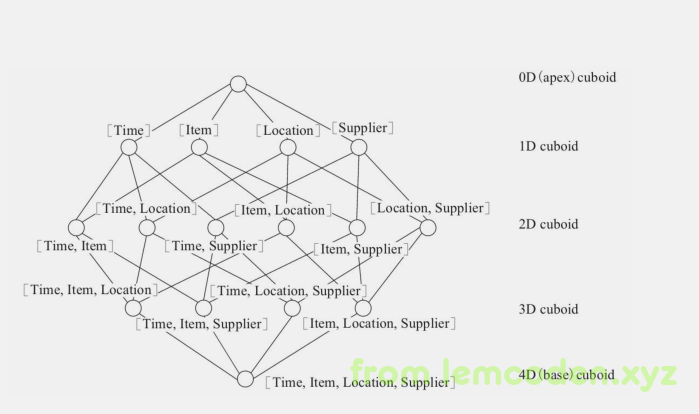 0D (apex) cuboid
[Time] [Item] [Location] [Supplier]
1D cuboid
[Time, Location] [Item, Location] [Location, Supplier]
2D cuboid
[Time, Item] [Time, Supplier] [Item, Supplier]
[Time, Item, Location] [Time, Location, Supplier]
3D cuboid
[Time, Item, Supplier] [Item, Location, Supplier]
4D (base) cuboid
[Time, Item, Location, Supplier]
from lemooden.xyz